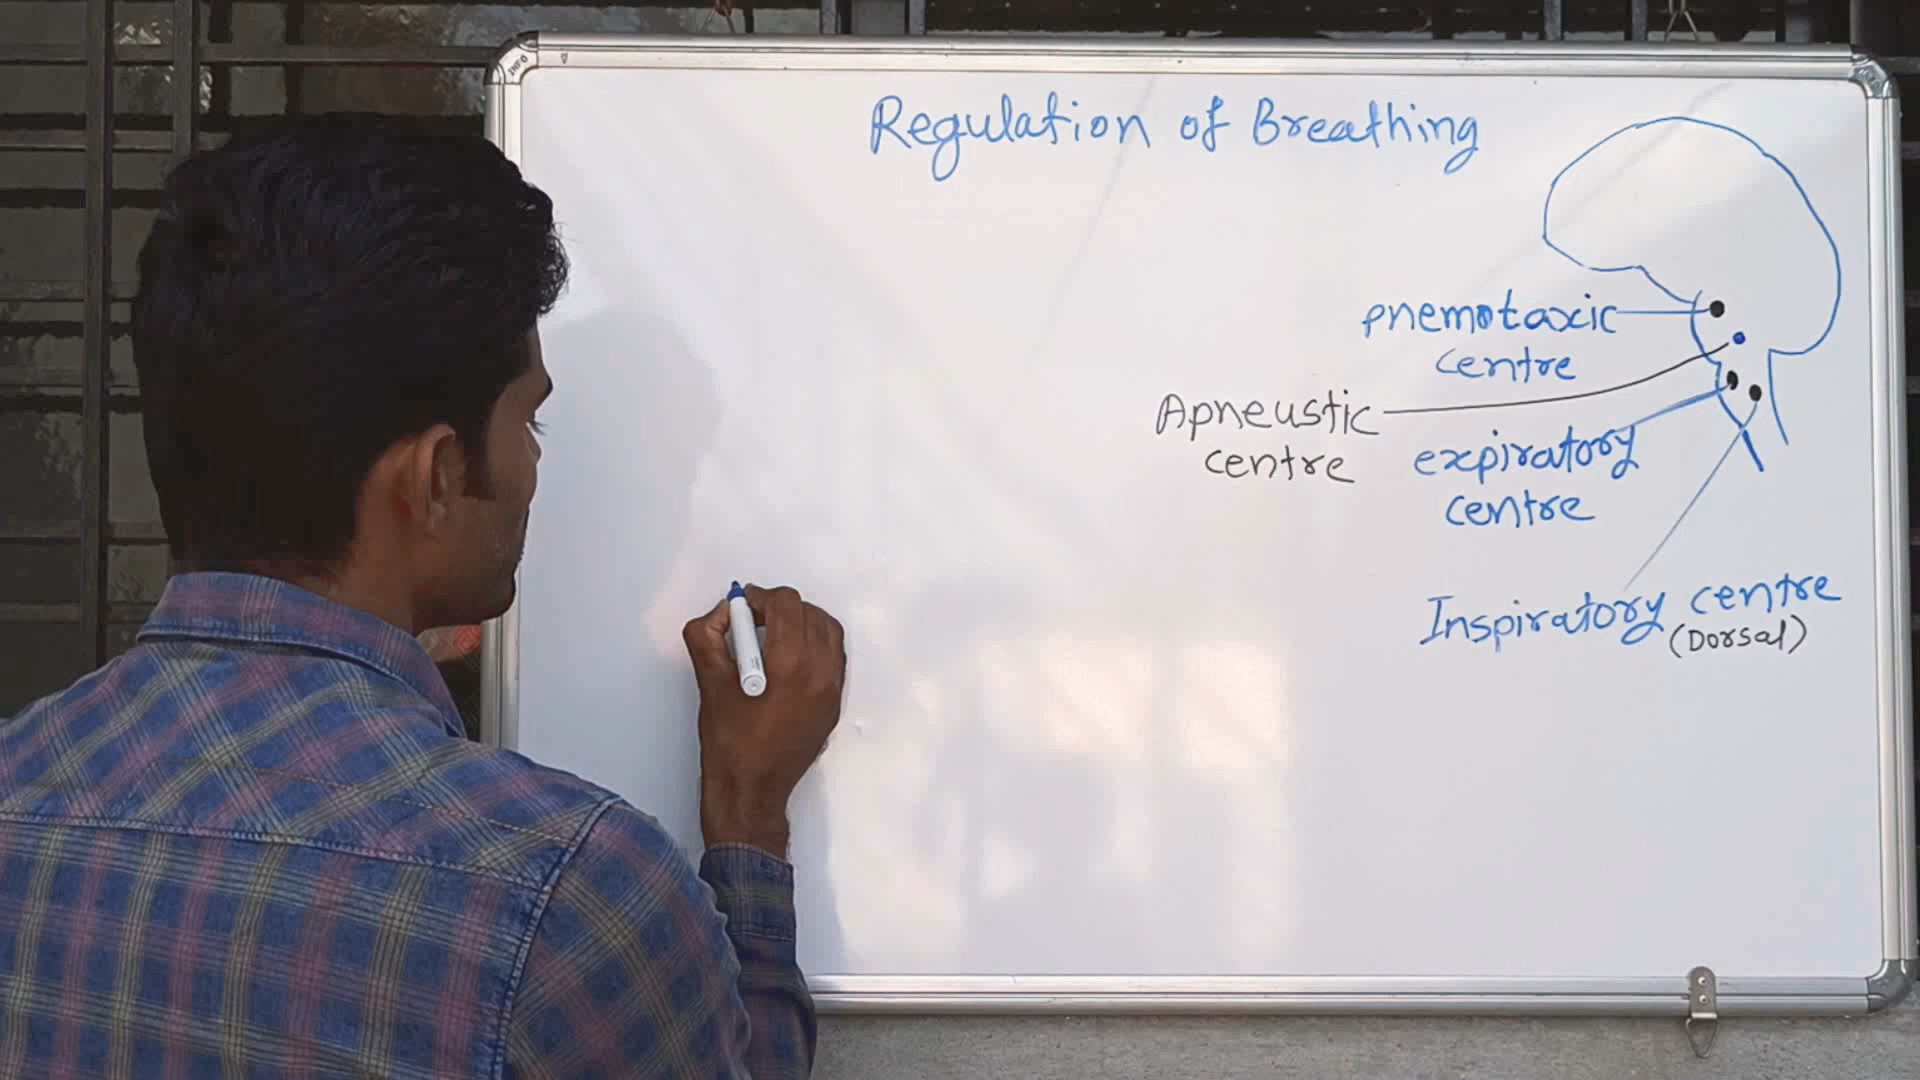 Regulation of Breathing
pnemotaxic
centre
Apneustic
centre
expiratory
centre
Inspiratory centre
(Dorsal)